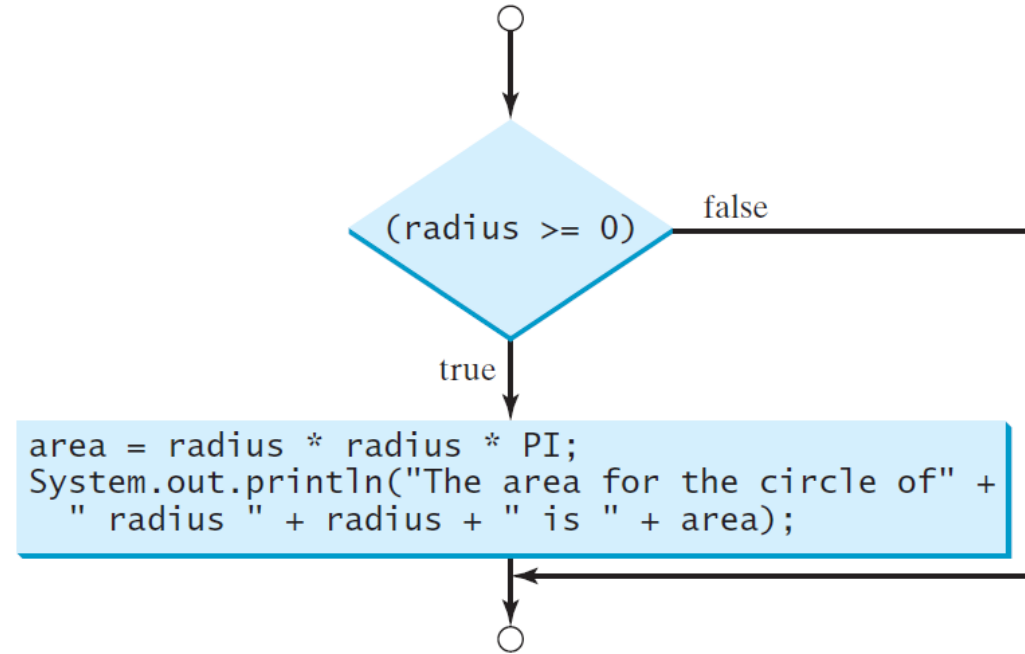 (radius >= 0)
false
true
area = radius * radius * PI;
System.out.println("The area for the circle of" +
" radius " + radius + " is " + area);